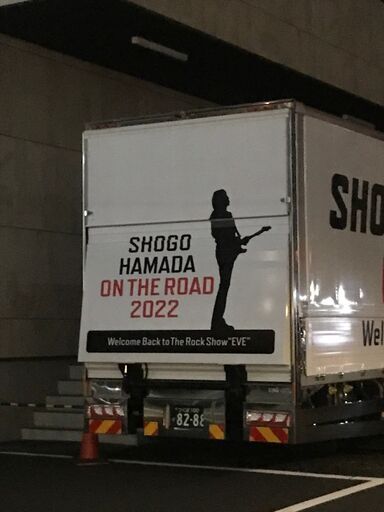 SHOGO
HAMADA
ON THE ROAD
2022
Welcome Back to The Rock Show "EVE"
SHO
Wel
82-88